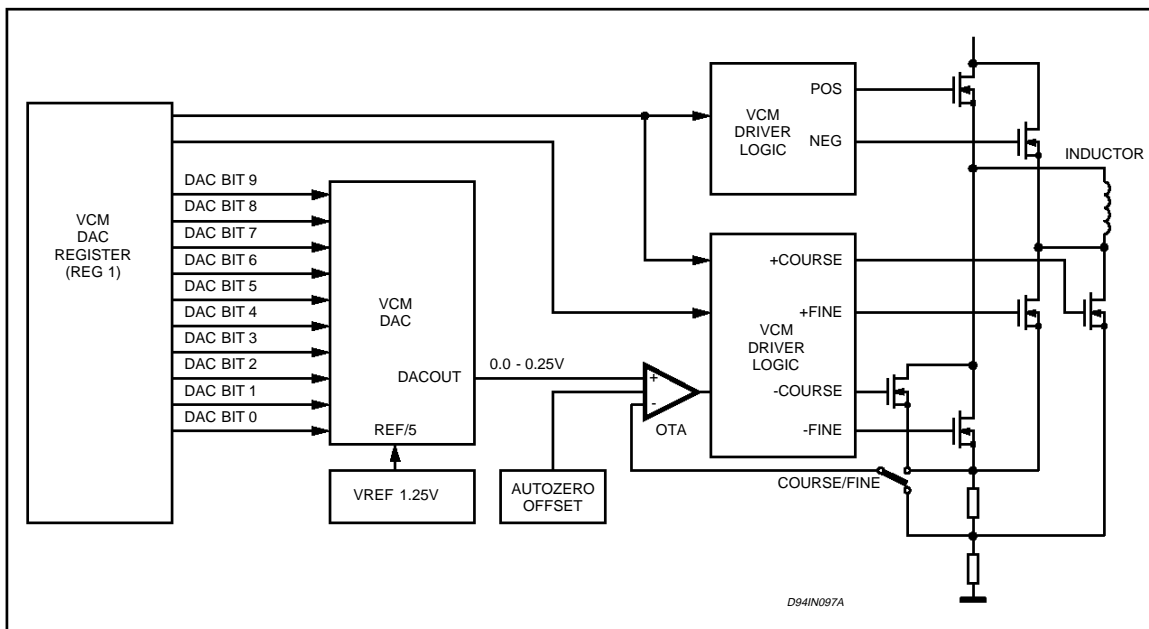 VCM
DAC
REGISTER
(REG 1)
DAC BIT 9
DAC BIT 8
DAC BIT 7
DAC BIT 6
DAC BIT 5
DAC BIT 4
DAC BIT 3
DAC BIT 2
DAC BIT 1
DAC BIT 0
VCM
DAC
DACOUT
REF/5
VREF 1.25V
0.0 - 0.25V
AUTOZERO
OFFSET
+
-
OTA
VCM
DRIVER
LOGIC
POS
NEG
VCM
DRIVER
LOGIC
+COURSE
+FINE
-COURSE
-FINE
COURSE/FINE
INDUCTOR
D94IN097A